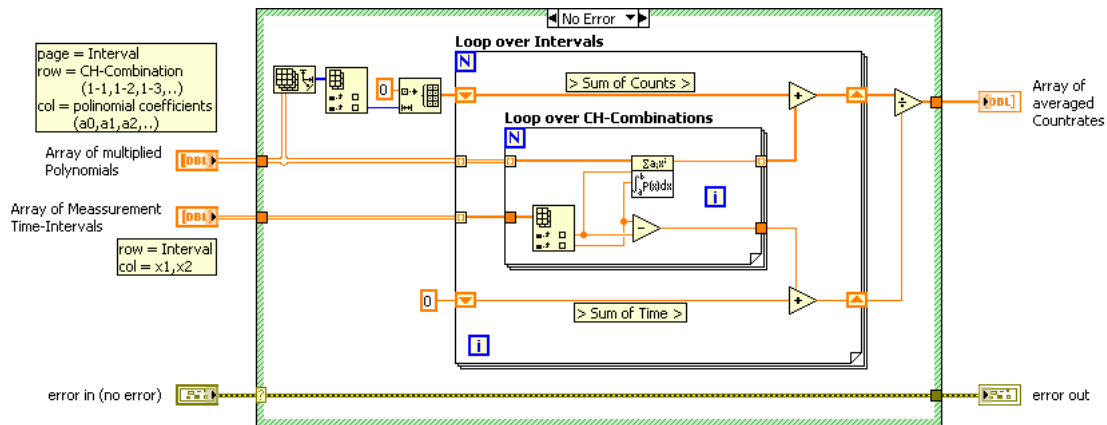 No Error
page = Interval
row = CH-Combination
(1-1,1-2,1-3,..)
col = polinomial coefficients
(a0,a1,a2,..)
Loop over Intervals
N
0
> Sum of Counts >
Array of
averaged
Countrates
DBL
Loop over CH-Combinations
N
Array of multiplied
Polynomials
DBL
Σaᵢxⁱ
∫ₐᵇP(x)dx
i
Array of Meassurement
Time-Intervals
DBL
row = Interval
col = x1,x2
0
> Sum of Time >
i
error in (no error)
?
error out